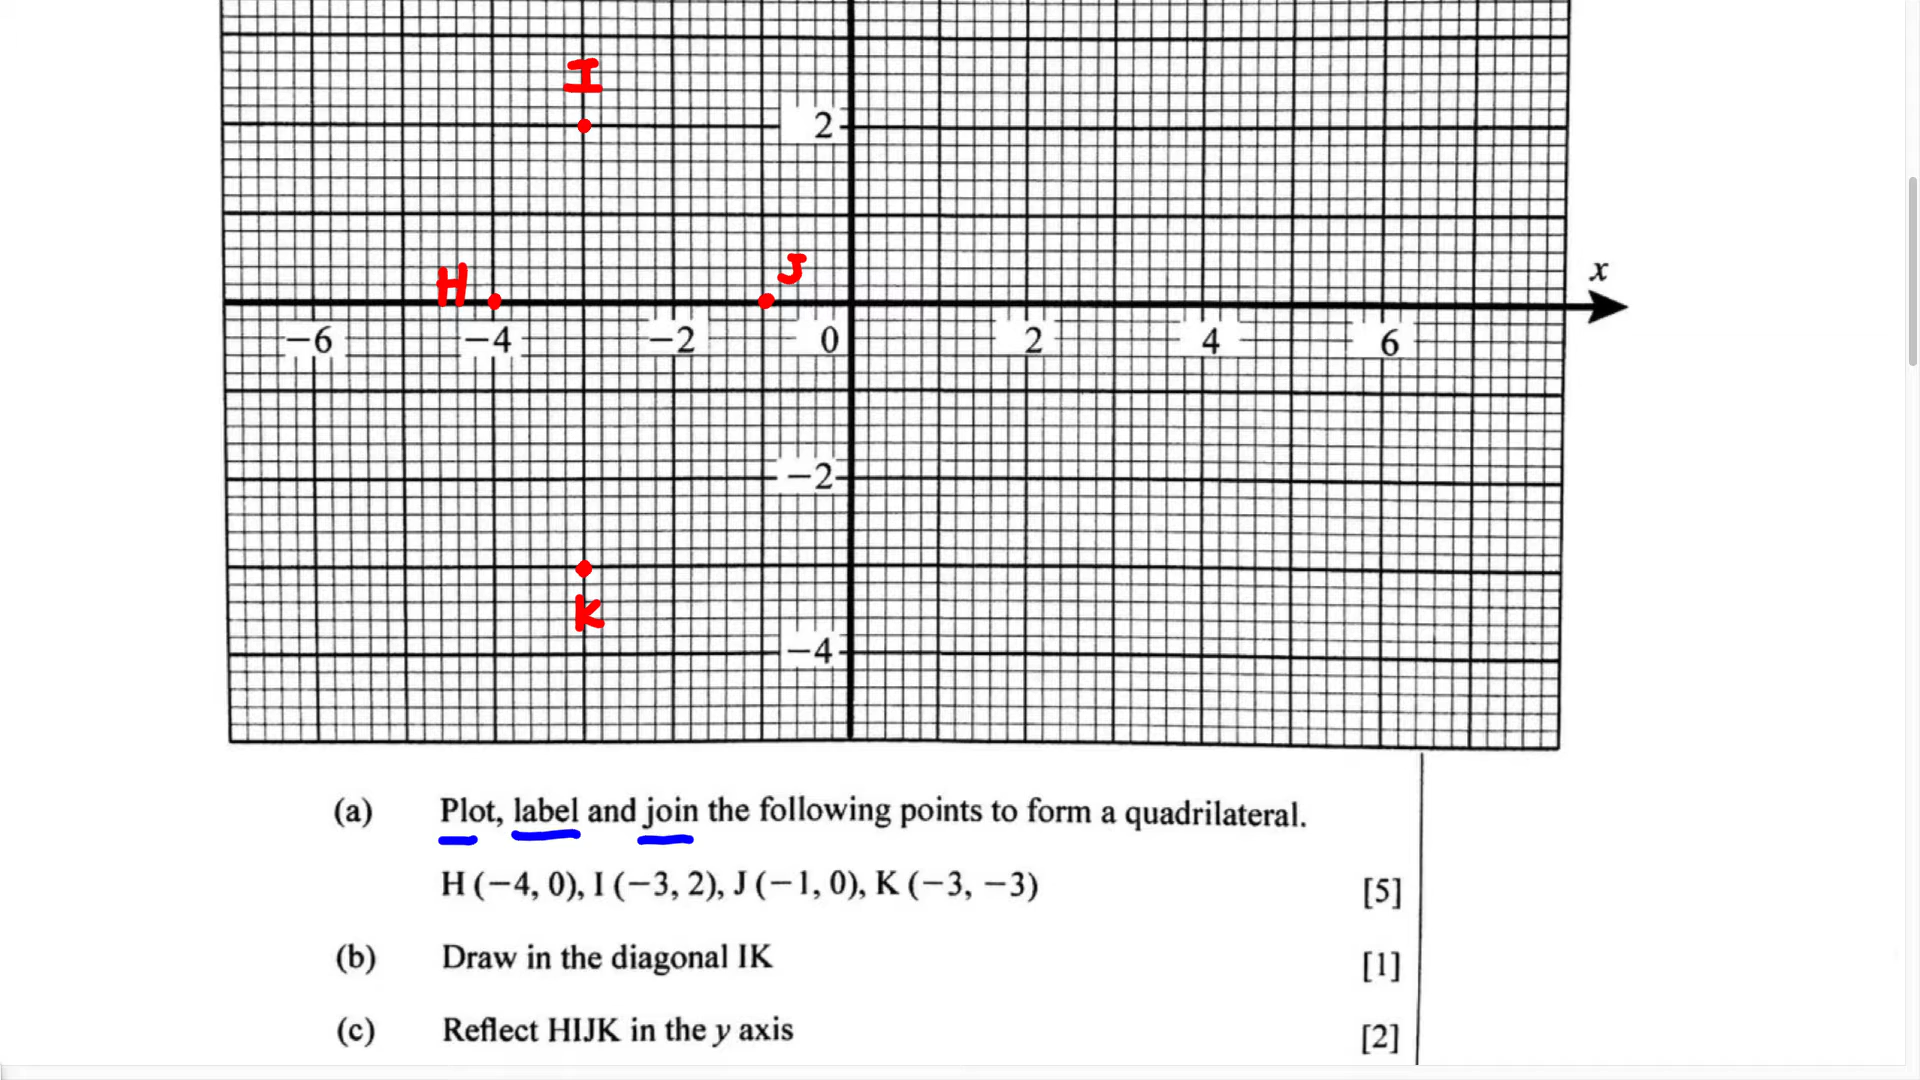 I
2
H
J
x
−6 −4 −2 0 2 4 6
−2
K
−4
(a) Plot, label and join the following points to form a quadrilateral.
H (−4, 0), I (−3, 2), J (−1, 0), K (−3, −3) [5]
(b) Draw in the diagonal IK [1]
(c) Reflect HIJK in the y axis [2]